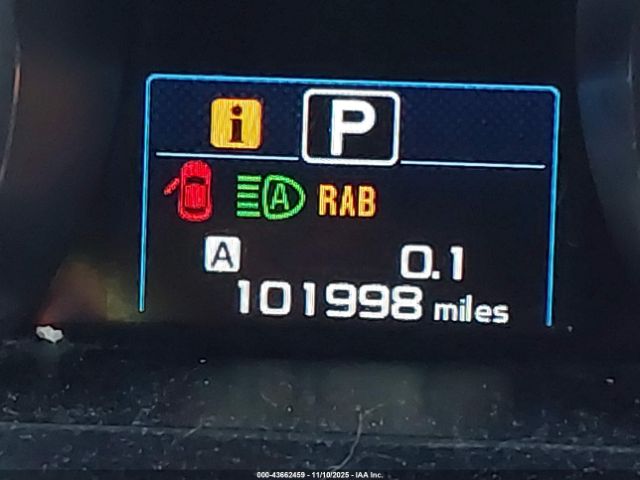 i P
A RAB
A 0.1
101998 miles
000-43662459 - 11/10/2025 - IAA Inc.